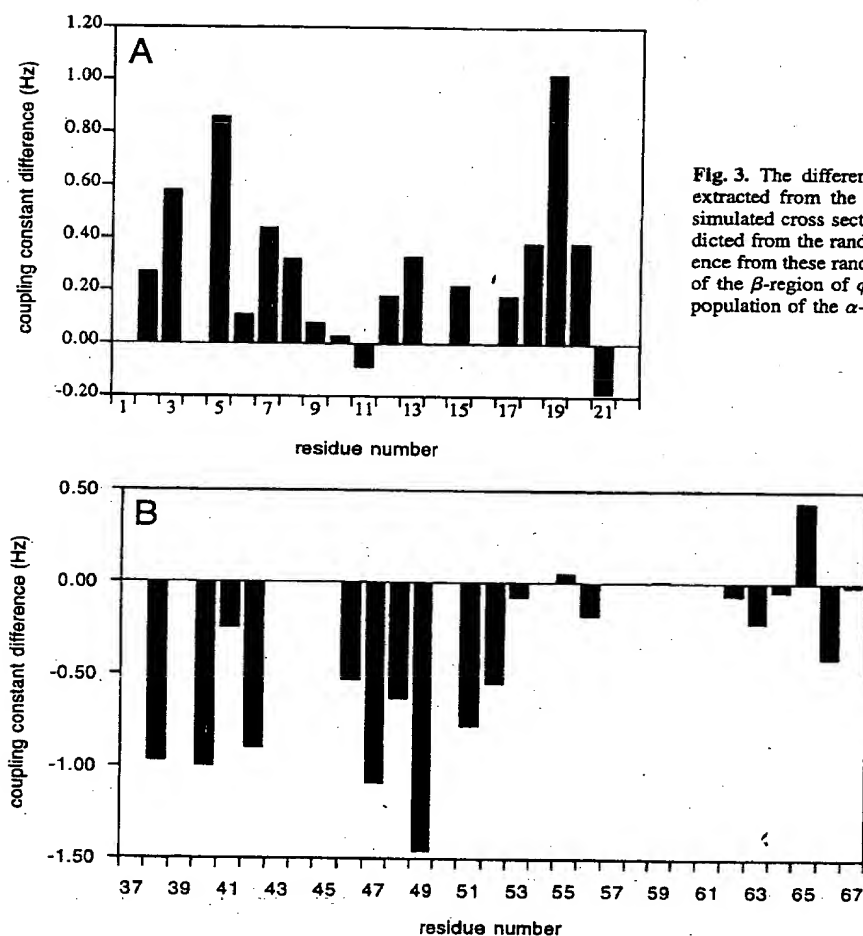 A
1.20
1.00
0.80
0.60
0.40
0.20
0.00
-0.20
coupling constant difference (Hz)
1 3 5 7 9 11 13 15 17 19 21
residue number
Fig. 3. The differen
extracted from the
simulated cross sect
dicted from the rand
ence from these rand
of the β-region of φ
population of the α-
B
0.50
0.00
-0.50
-1.00
-1.50
coupling constant difference (Hz)
37 39 41 43 45 47 49 51 53 55 57 59 61 63 65 67
residue number